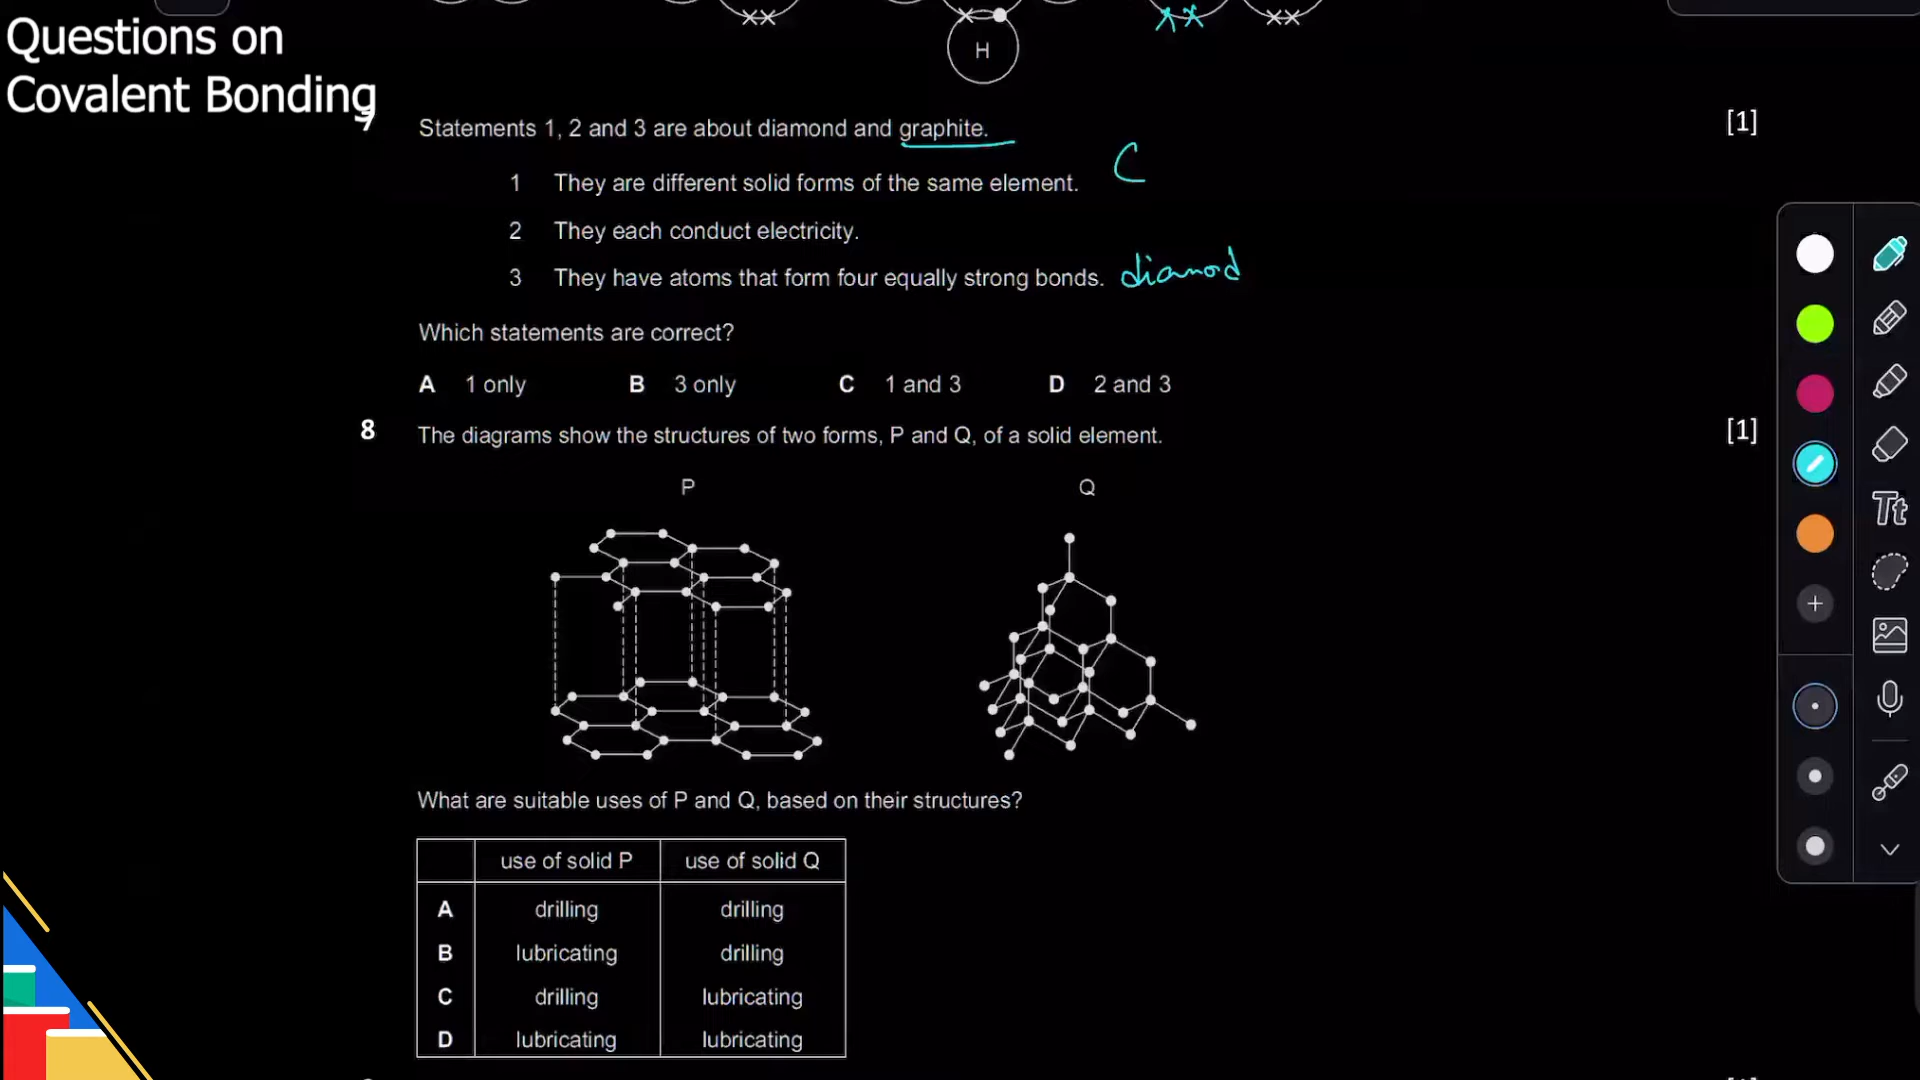 Questions on
Covalent Bonding
H
7 Statements 1, 2 and 3 are about diamond and graphite. [1]
C
1 They are different solid forms of the same element.
2 They each conduct electricity.
3 They have atoms that form four equally strong bonds. diamod
Which statements are correct?
A 1 only B 3 only C 1 and 3 D 2 and 3
8 The diagrams show the structures of two forms, P and Q, of a solid element. [1]
P Q
What are suitable uses of P and Q, based on their structures?
use of solid P use of solid Q
A drilling drilling
B lubricating drilling
C drilling lubricating
D lubricating lubricating
Tt